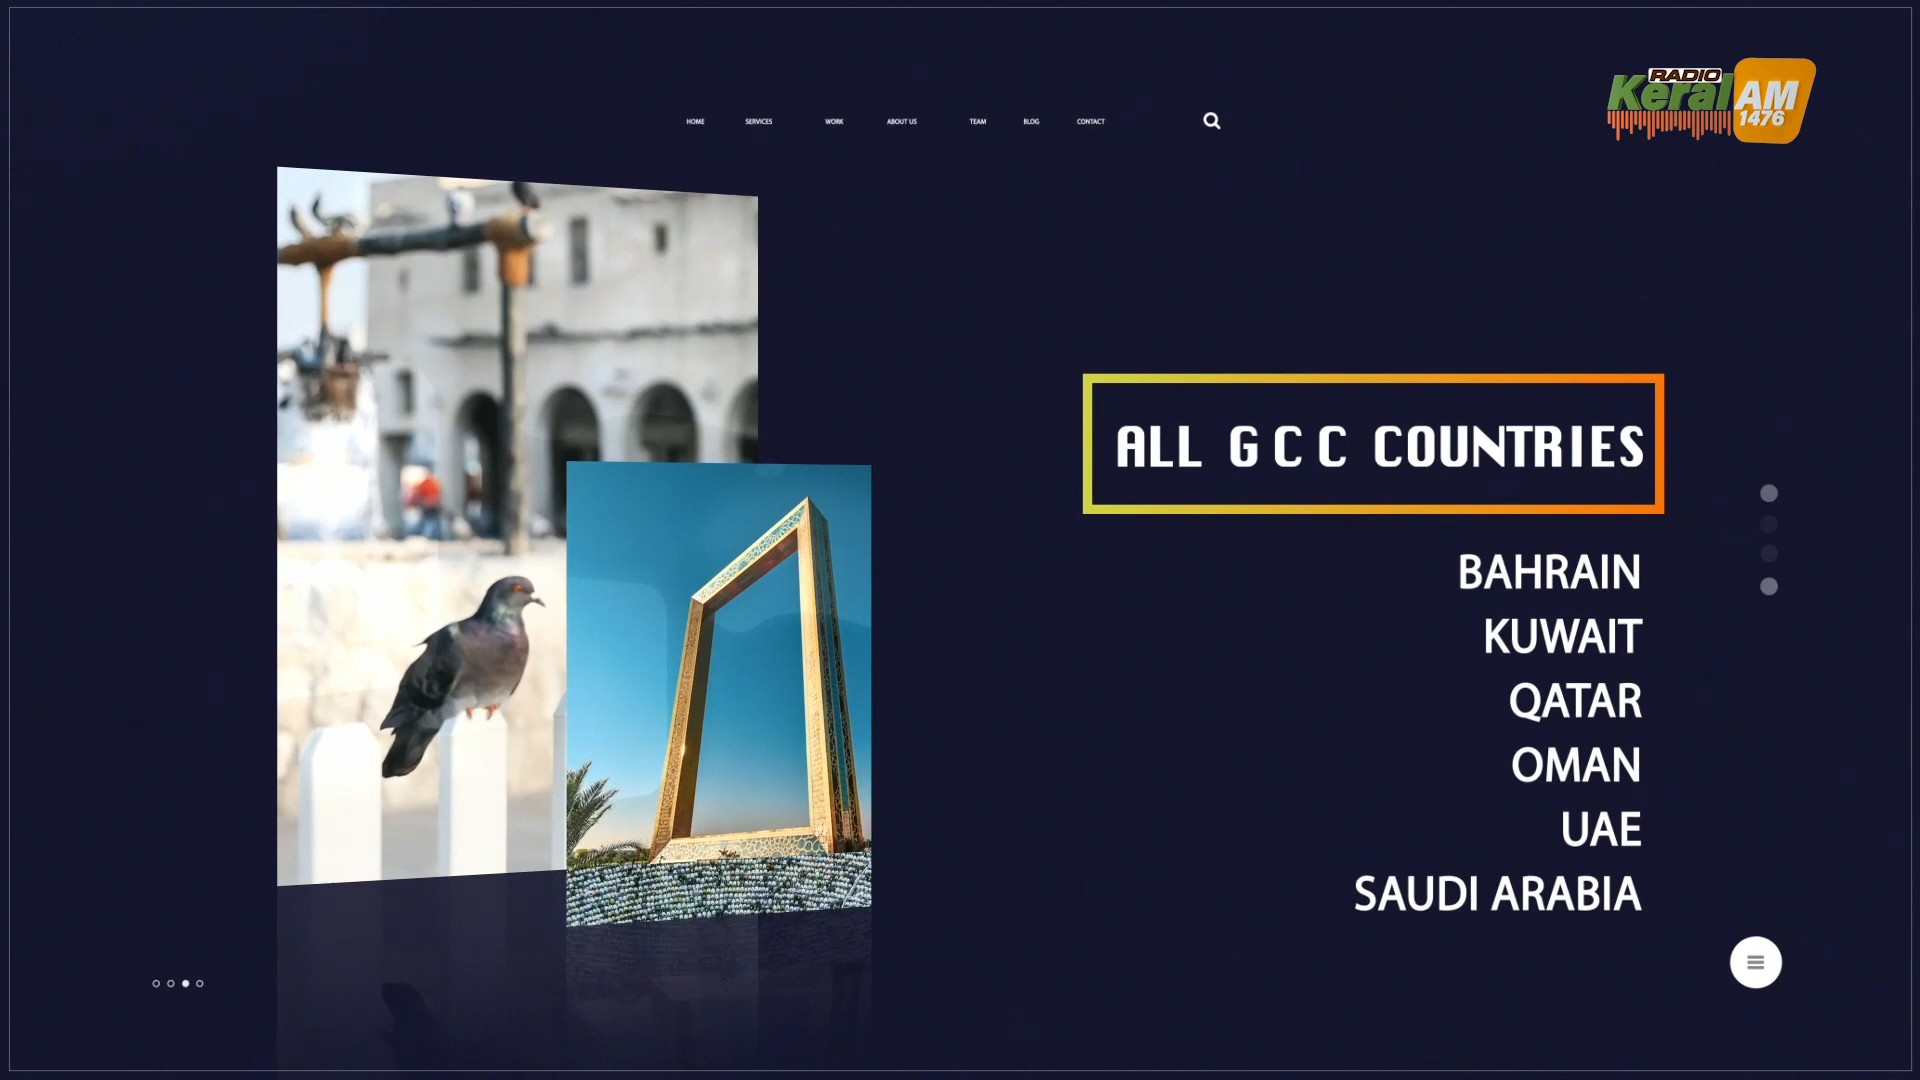 RADIO
Keral AM
1476
HOME SERVICES WORK ABOUT US TEAM BLOG CONTACT
ALL GCC COUNTRIES
BAHRAIN
KUWAIT
QATAR
OMAN
UAE
SAUDI ARABIA